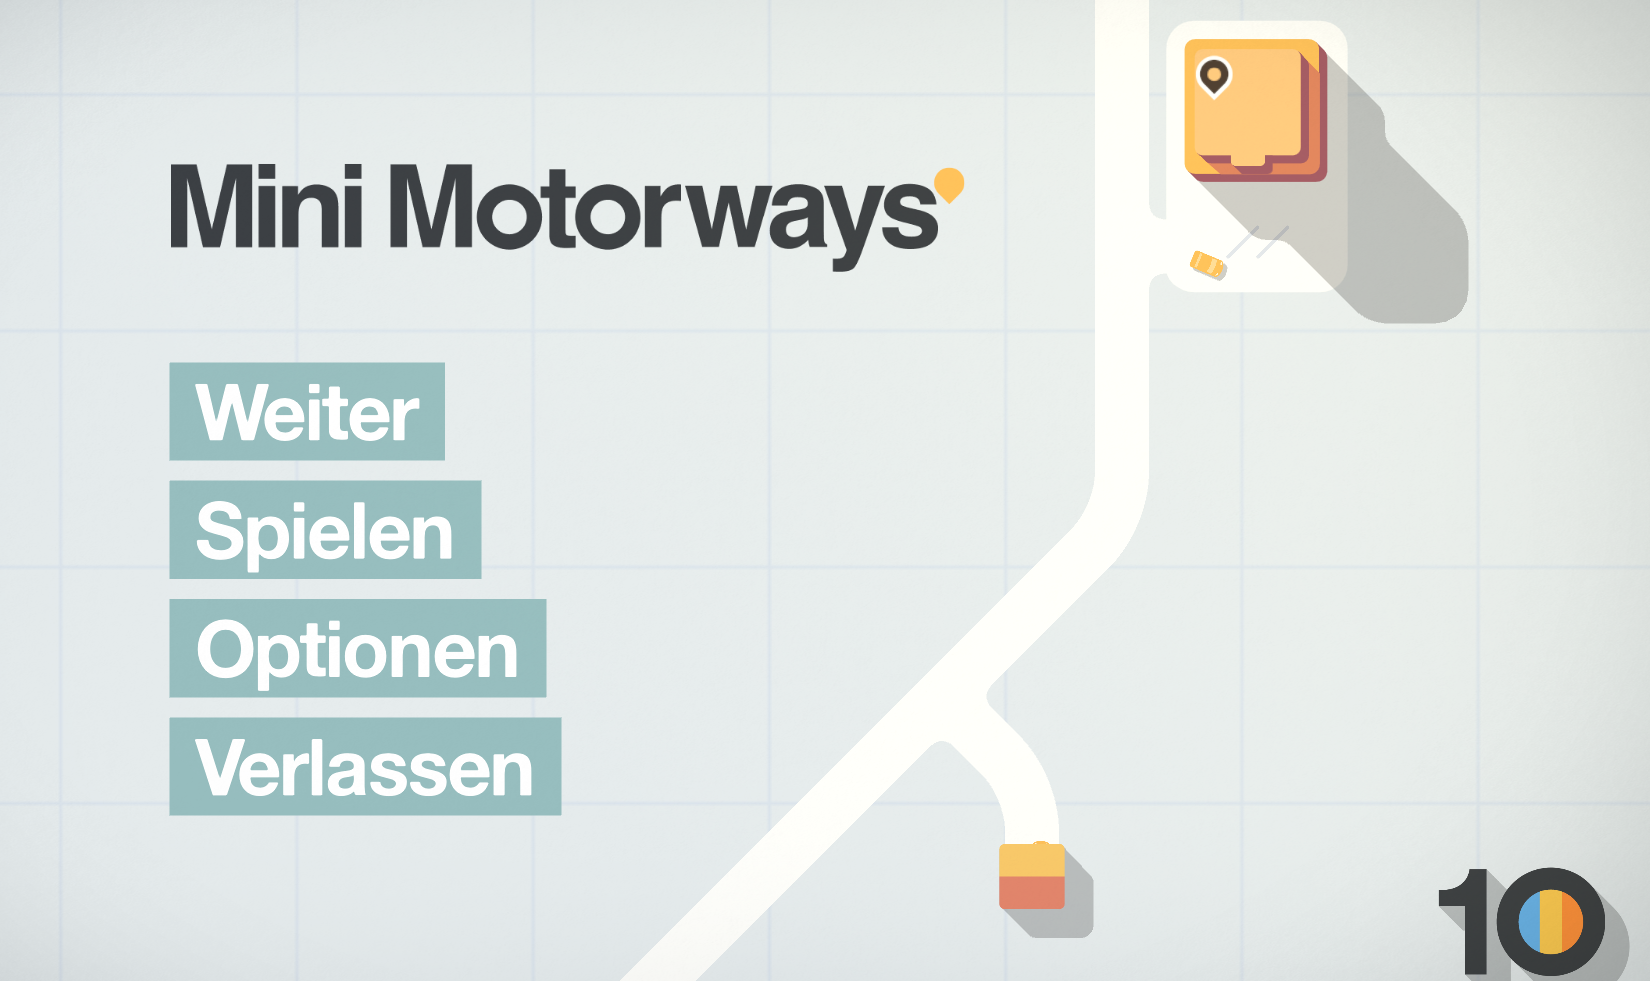 Mini Motorways
Weiter
Spielen
Optionen
Verlassen
10